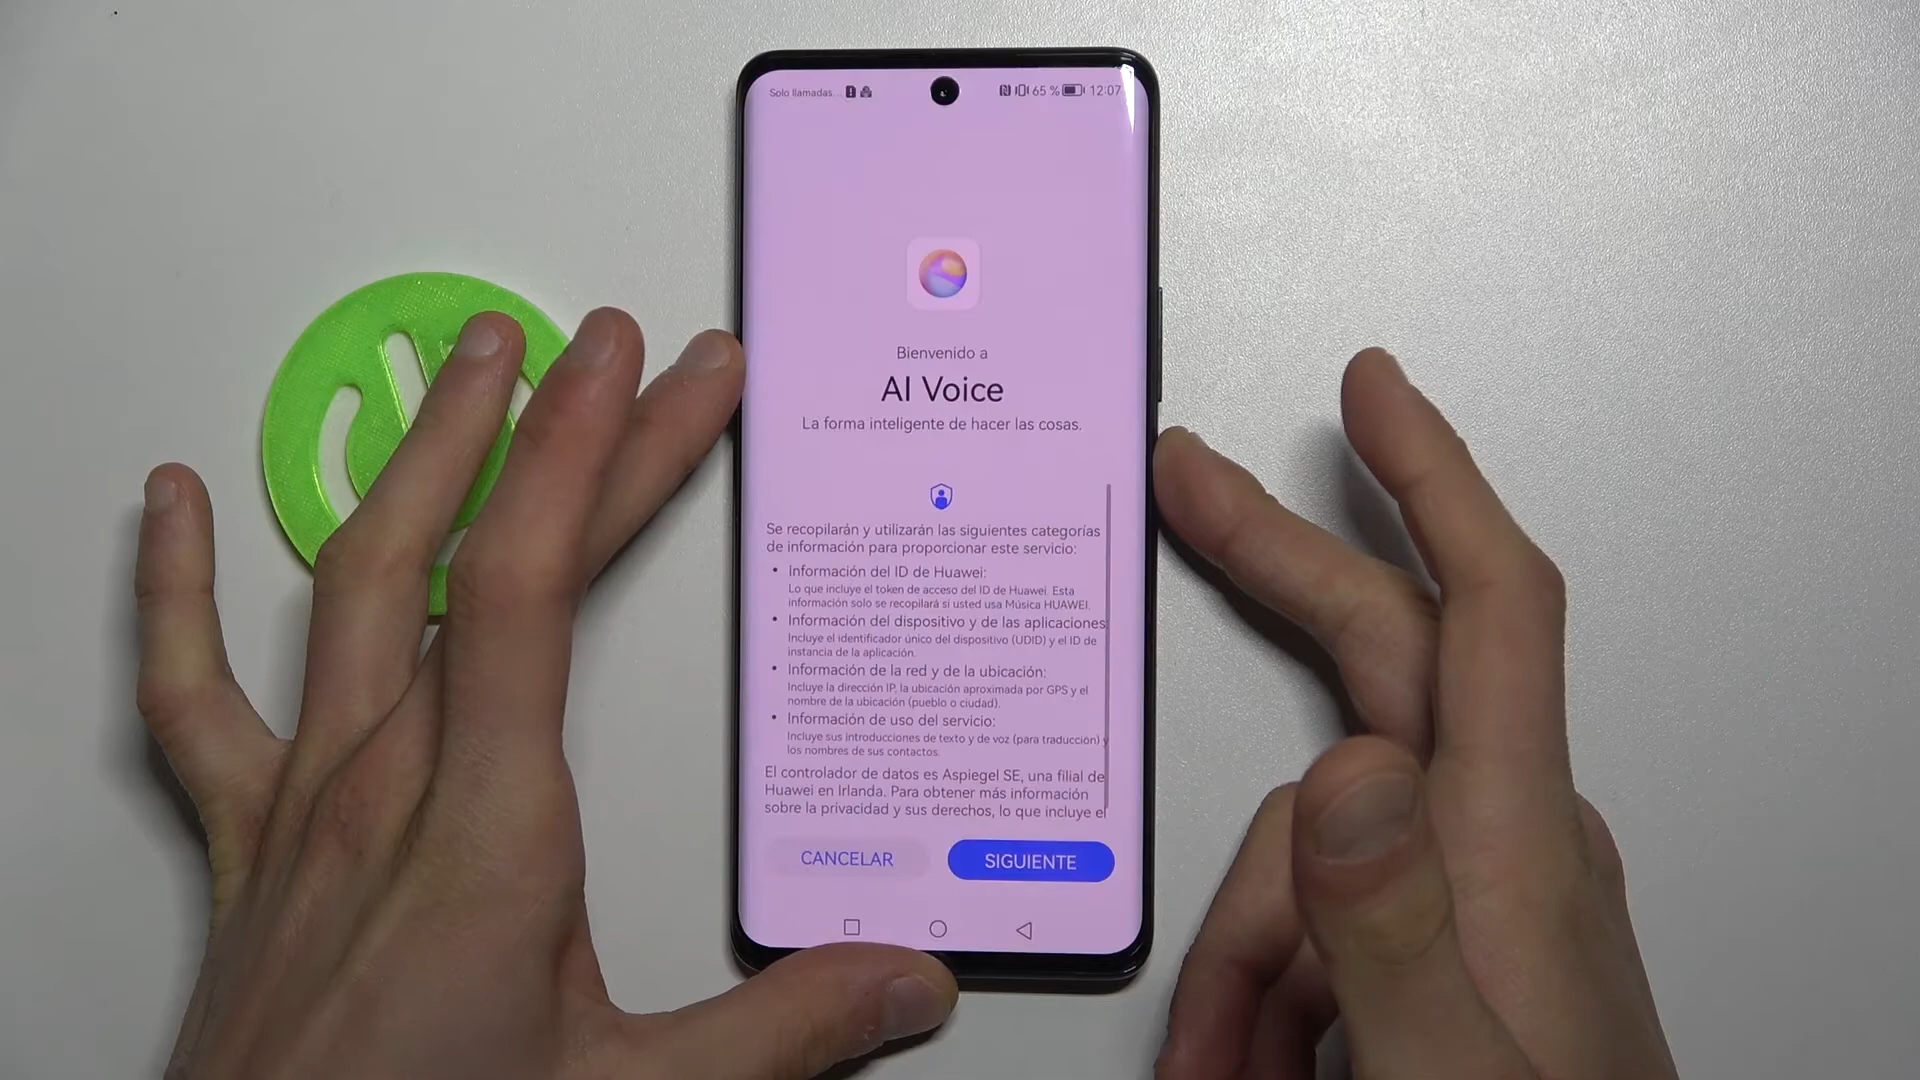 Solo llamadas... 65 % 12:07
Bienvenido a
AI Voice
La forma inteligente de hacer las cosas.
Se recopilarán y utilizarán las siguientes categorías
de información para proporcionar este servicio:
• Información del ID de Huawei:
Lo que incluye el token de acceso del ID de Huawei. Esta
información solo se recopilará si usted usa Música HUAWEI.
• Información del dispositivo y de las aplicaciones
Incluye el identificador único del dispositivo (UDID) y el ID de
instancia de la aplicación.
• Información de la red y de la ubicación:
Incluye la dirección IP, la ubicación aproximada por GPS y el
nombre de la ubicación (pueblo o ciudad).
• Información de uso del servicio:
Incluye sus introducciones de texto y de voz (para traducción) y
los nombres de sus contactos.
El controlador de datos es Aspiegel SE, una filial de
Huawei en Irlanda. Para obtener más información
sobre la privacidad y sus derechos, lo que incluye el
CANCELAR SIGUIENTE